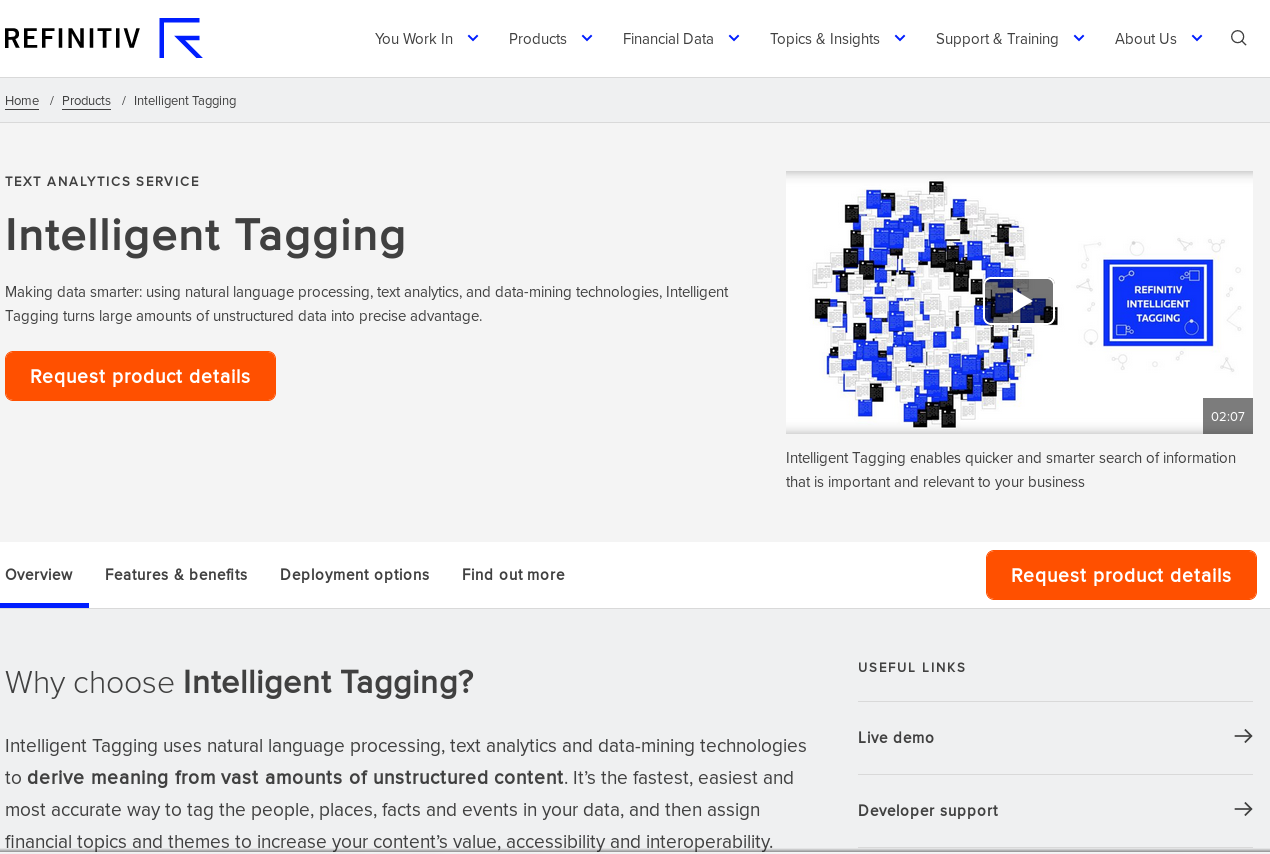 REFINITIV
You Work In
Products
Financial Data
Topics & Insights
Support & Training
About Us
Home / Products / Intelligent Tagging
TEXT ANALYTICS SERVICE
Intelligent Tagging
Making data smarter: using natural language processing, text analytics, and data-mining technologies, Intelligent
Tagging turns large amounts of unstructured data into precise advantage.
Request product details
REFINITIV
INTELLIGENT
TAGGING
02:07
Intelligent Tagging enables quicker and smarter search of information
that is important and relevant to your business
Overview
Features & benefits
Deployment options
Find out more
Request product details
Why choose Intelligent Tagging?
Intelligent Tagging uses natural language processing, text analytics and data-mining technologies
to derive meaning from vast amounts of unstructured content. It’s the fastest, easiest and
most accurate way to tag the people, places, facts and events in your data, and then assign
financial topics and themes to increase your content’s value, accessibility and interoperability.
USEFUL LINKS
Live demo
Developer support